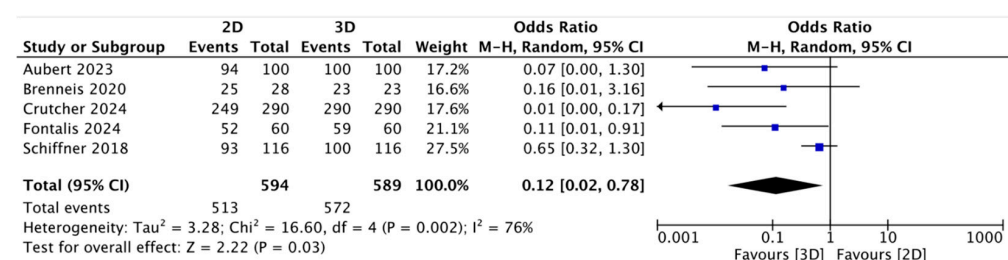 2D 3D Odds Ratio Odds Ratio
Study or Subgroup Events Total Events Total Weight M-H, Random, 95% CI M-H, Random, 95% CI
Aubert 2023 94 100 100 100 17.2% 0.07 [0.00, 1.30]
Brenneis 2020 25 28 23 23 16.6% 0.16 [0.01, 3.16]
Crutcher 2024 249 290 290 290 17.6% 0.01 [0.00, 0.17]
Fontalis 2024 52 60 59 60 21.1% 0.11 [0.01, 0.91]
Schiffner 2018 93 116 100 116 27.5% 0.65 [0.32, 1.30]
Total (95% CI) 594 589 100.0% 0.12 [0.02, 0.78]
Total events 513 572
Heterogeneity: Tau² = 3.28; Chi² = 16.60, df = 4 (P = 0.002); I² = 76%
Test for overall effect: Z = 2.22 (P = 0.03)
0.001 0.1 1 10 1000
Favours [3D] Favours [2D]